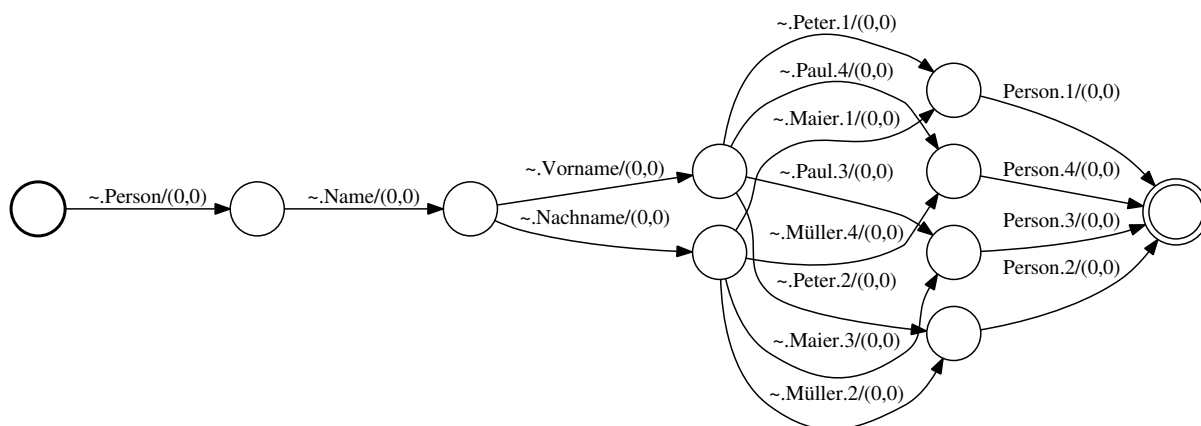 ~.Person/(0,0)
~.Name/(0,0)
~.Vorname/(0,0)
~.Nachname/(0,0)
~.Peter.1/(0,0)
~.Paul.4/(0,0)
~.Maier.1/(0,0)
~.Paul.3/(0,0)
~.Müller.4/(0,0)
~.Peter.2/(0,0)
~.Maier.3/(0,0)
~.Müller.2/(0,0)
Person.1/(0,0)
Person.4/(0,0)
Person.3/(0,0)
Person.2/(0,0)